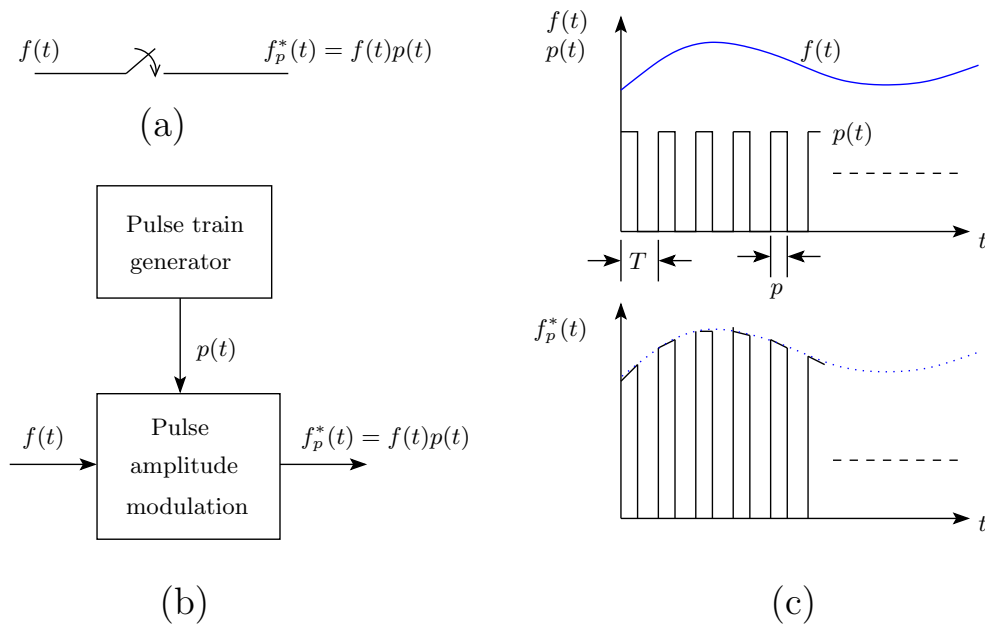 f(t)
f*p(t) = f(t)p(t)
(a)
Pulse train
generator
p(t)
f(t)
Pulse
amplitude
modulation
f*p(t) = f(t)p(t)
(b)
f(t)
p(t)
f(t)
p(t)
t
T
p
f*p(t)
t
(c)